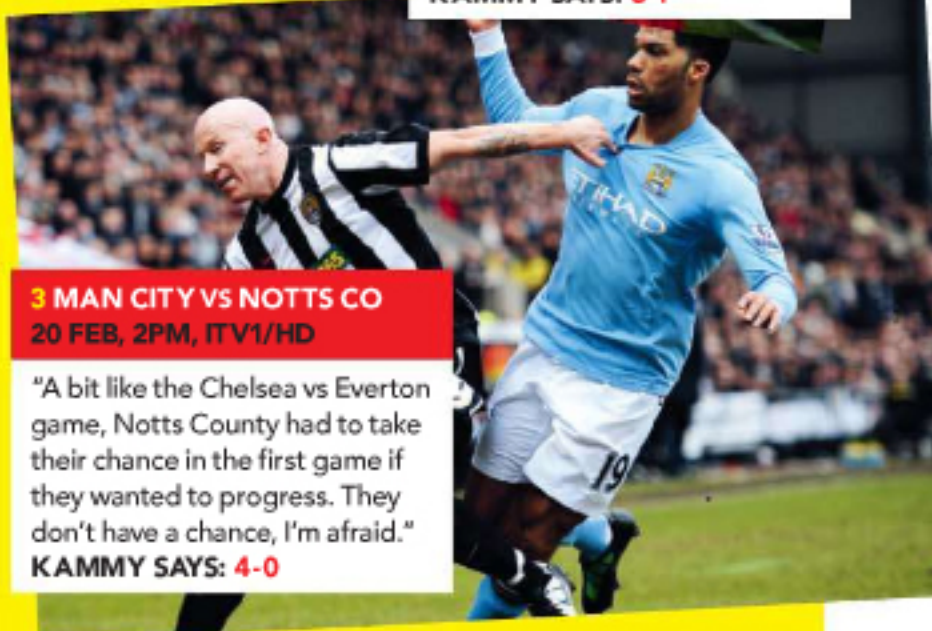 3 MAN CITY VS NOTTS CO
20 FEB, 2PM, ITV1/HD
"A bit like the Chelsea vs Everton
game, Notts County had to take
their chance in the first game if
they wanted to progress. They
don't have a chance, I'm afraid."
KAMMY SAYS: 4-0
ETIHAD
19